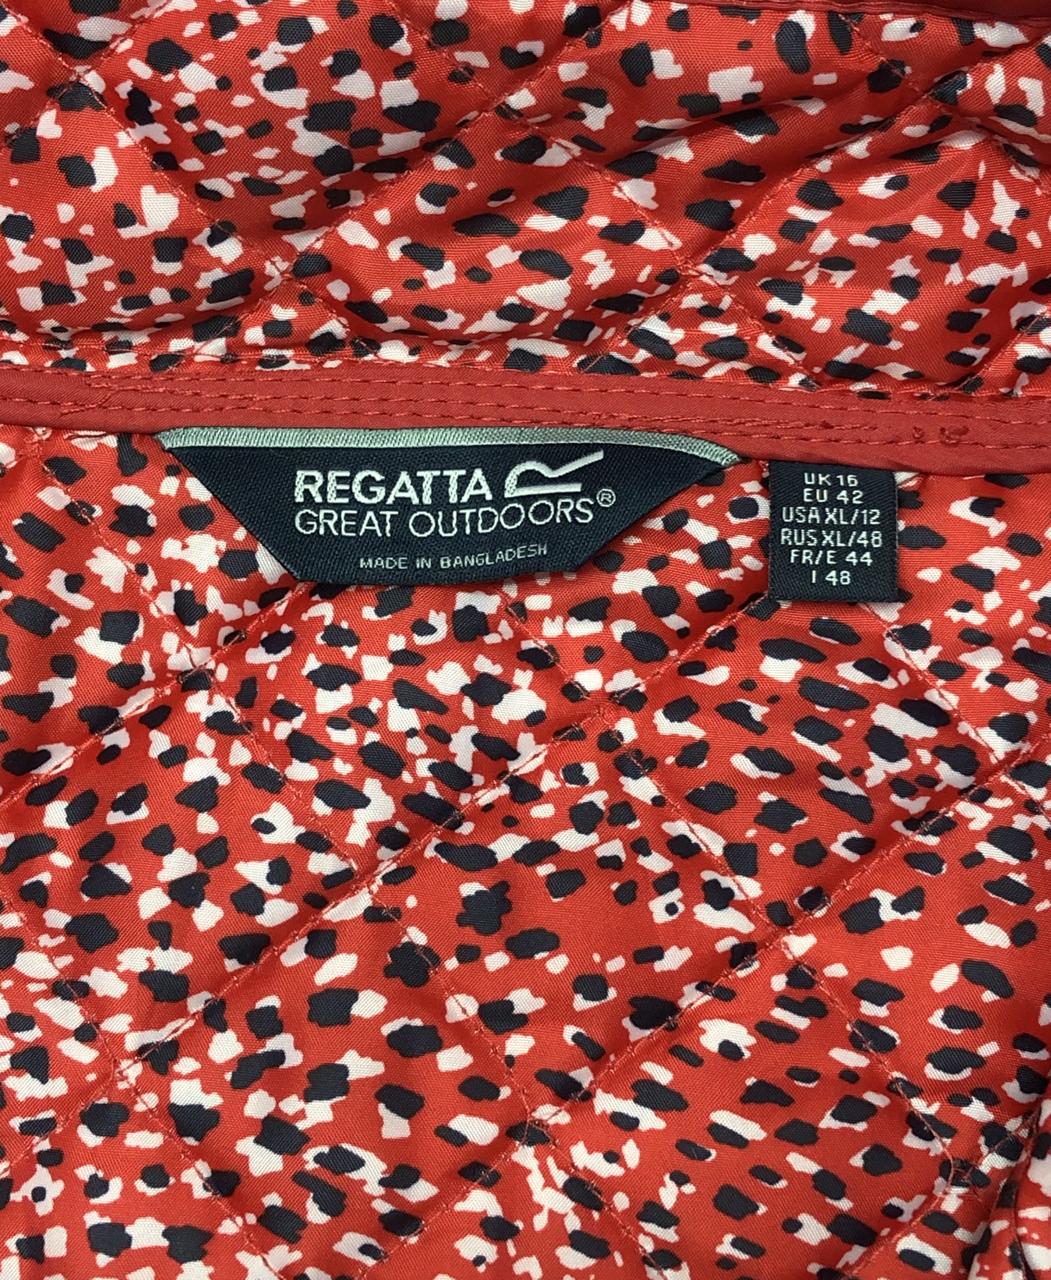 REGATTA
GREAT OUTDOORS®
MADE IN BANGLADESH
UK 16
EU 42
USA XL/12
RUS XL/48
FR/E 44
I 48